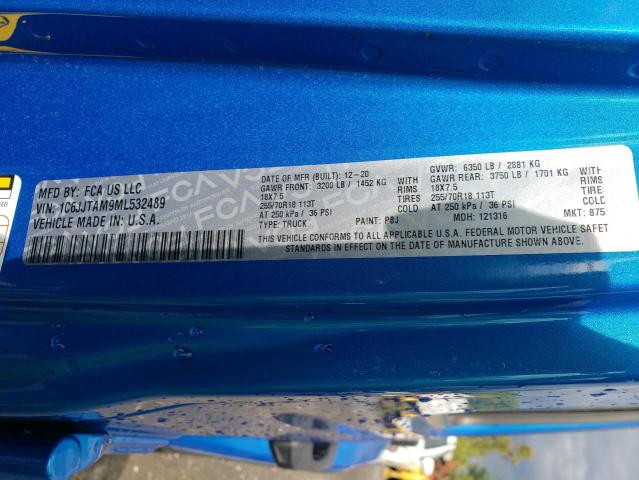 MFD BY: FCA US LLC
VIN: 1C6JJTAM9ML532489
VEHICLE MADE IN U.S.A.
DATE OF MFR (BUILT): 12-20 GVWR: 6350 LB / 2881 KG
GAWR FRONT: 3200 LB / 1452 KG WITH GAWR REAR: 3750 LB / 1701 KG WITH
18X7.5 RIMS 18X7.5 RIMS
255/70R18 113T TIRES 255/70R18 113T TIRES
AT 250 kPa / 36 PSI COLD AT 250 kPa / 36 PSI COLD
TYPE: TRUCK PAINT: PBJ MDH: 121316 MKT: 875
THIS VEHICLE CONFORMS TO ALL APPLICABLE U.S.A. FEDERAL MOTOR VEHICLE SAFETY
STANDARDS IN EFFECT ON THE DATE OF MANUFACTURE SHOWN ABOVE.